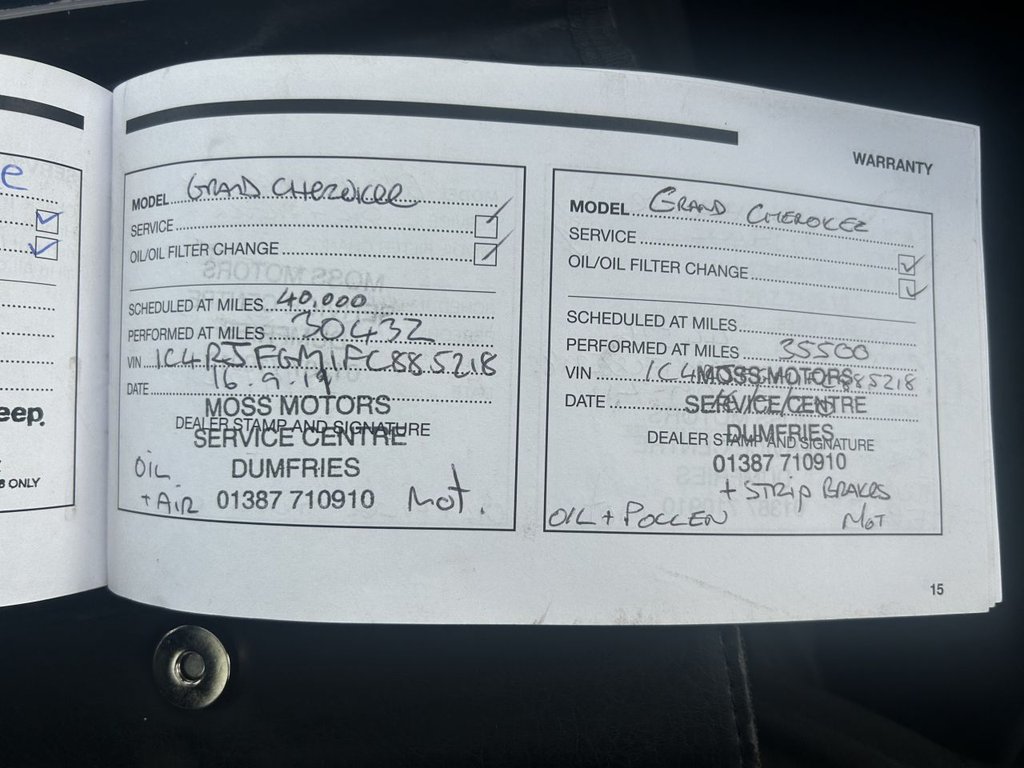 e
eep.
ONLY
WARRANTY
MODEL GRAND CHEROKEE
SERVICE
OIL/OIL FILTER CHANGE
SCHEDULED AT MILES 40,000
PERFORMED AT MILES 30432
VIN 1C4RJFGM1FC885218
DATE 16.9.19
MOSS MOTORS
DEALER STAMP AND SIGNATURE
SERVICE CENTRE
DUMFRIES
01387 710910
OIL
+ AIR
MOT.
MODEL GRAND CHEROKEE
SERVICE
OIL/OIL FILTER CHANGE
SCHEDULED AT MILES
PERFORMED AT MILES 35500
VIN 885218
MOSS MOTORS
DATE
SERVICE CENTRE
DUMFRIES
DEALER STAMP AND SIGNATURE
01387 710910
+ STRIP BRAKES
OIL + POLLEN MOT
15